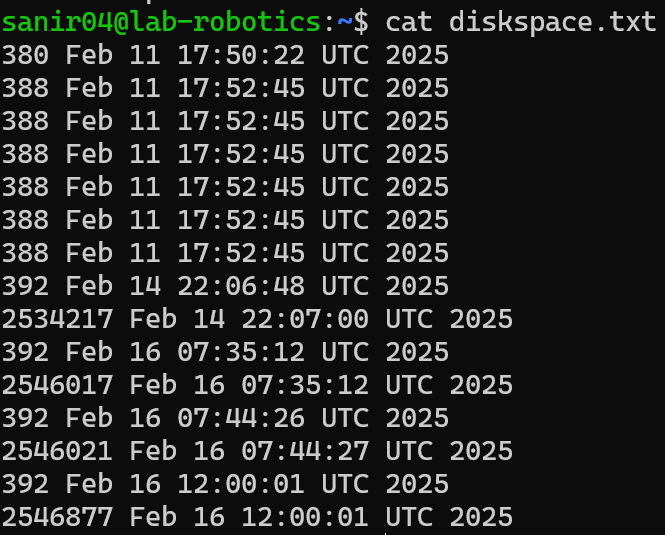 sanir04@lab-robotics:~$ cat diskspace.txt
380 Feb 11 17:50:22 UTC 2025
388 Feb 11 17:52:45 UTC 2025
388 Feb 11 17:52:45 UTC 2025
388 Feb 11 17:52:45 UTC 2025
388 Feb 11 17:52:45 UTC 2025
388 Feb 11 17:52:45 UTC 2025
388 Feb 11 17:52:45 UTC 2025
392 Feb 14 22:06:48 UTC 2025
2534217 Feb 14 22:07:00 UTC 2025
392 Feb 16 07:35:12 UTC 2025
2546017 Feb 16 07:35:12 UTC 2025
392 Feb 16 07:44:26 UTC 2025
2546021 Feb 16 07:44:27 UTC 2025
392 Feb 16 12:00:01 UTC 2025
2546877 Feb 16 12:00:01 UTC 2025